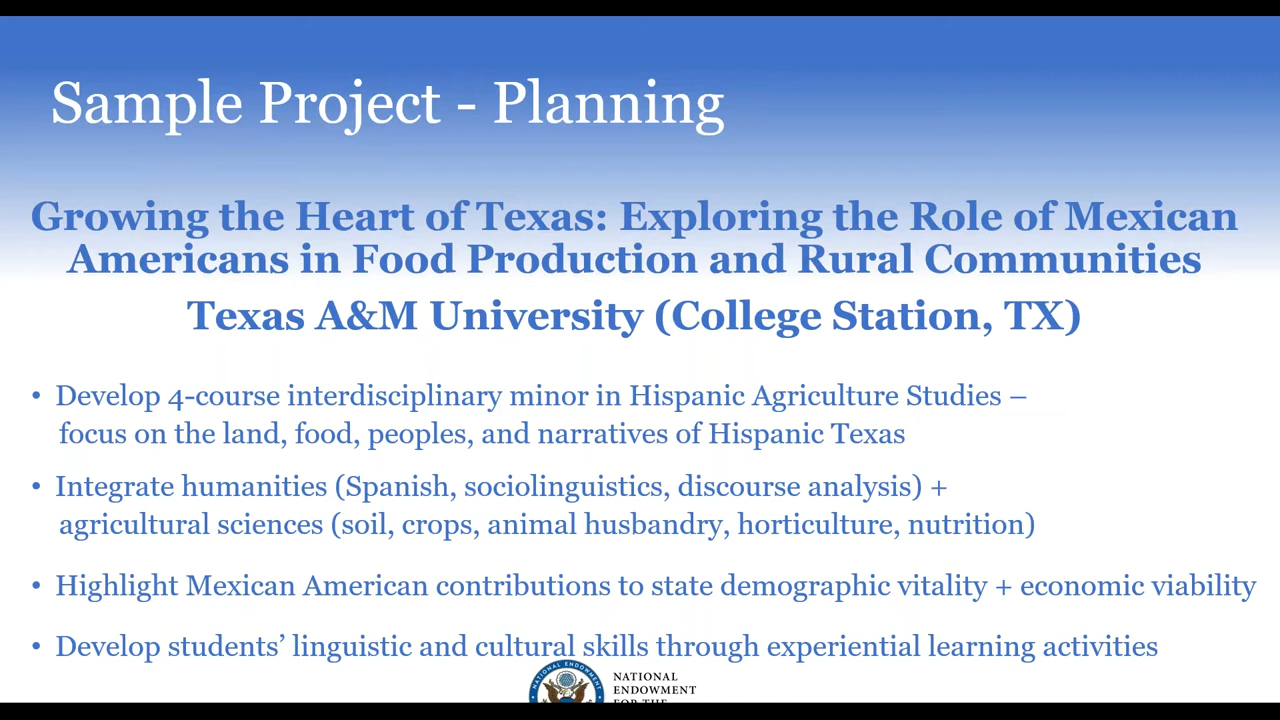 Sample Project - Planning
Growing the Heart of Texas: Exploring the Role of Mexican
Americans in Food Production and Rural Communities
Texas A&M University (College Station, TX)
• Develop 4-course interdisciplinary minor in Hispanic Agriculture Studies –
focus on the land, food, peoples, and narratives of Hispanic Texas
• Integrate humanities (Spanish, sociolinguistics, discourse analysis) +
agricultural sciences (soil, crops, animal husbandry, horticulture, nutrition)
• Highlight Mexican American contributions to state demographic vitality + economic viability
• Develop students’ linguistic and cultural skills through experiential learning activities
NATIONAL ENDOWMENT
NATIONAL
ENDOWMENT
FOR THE